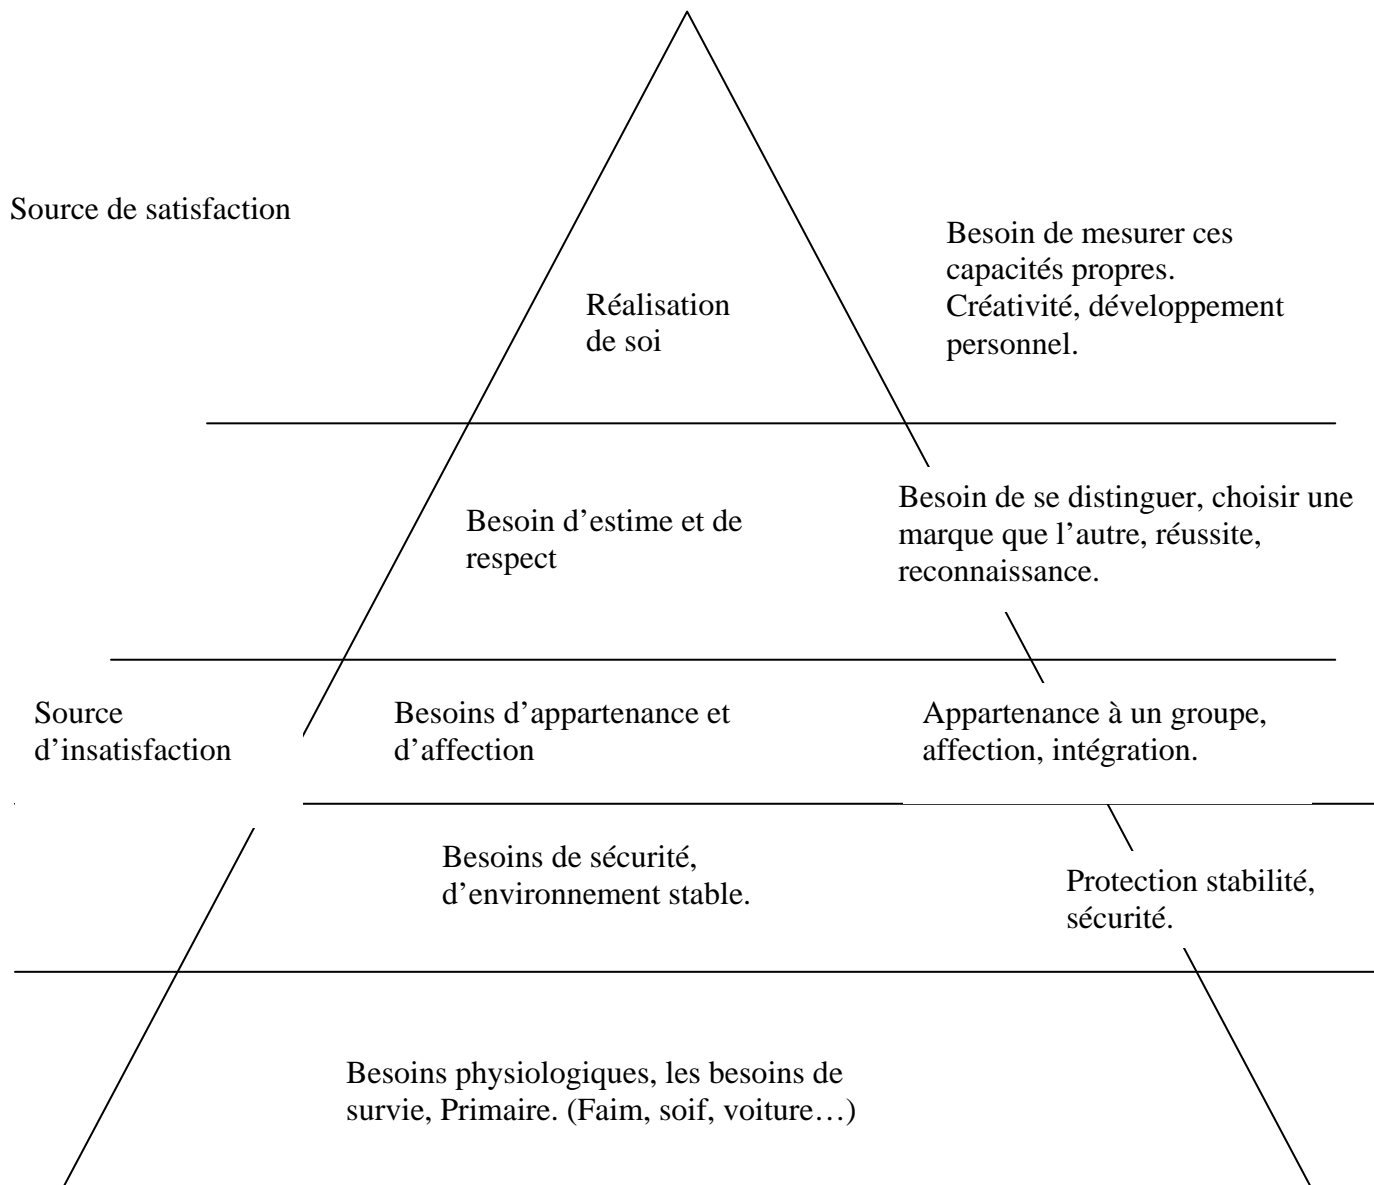 Source de satisfaction
Besoin de mesurer ces
capacités propres.
Créativité, développement
personnel.
Réalisation
de soi
Besoin d’estime et de
respect
Besoin de se distinguer, choisir une
marque que l’autre, réussite,
reconnaissance.
Source
d’insatisfaction
Besoins d’appartenance et
d’affection
Appartenance à un groupe,
affection, intégration.
Besoins de sécurité,
d’environnement stable.
Protection stabilité,
sécurité.
Besoins physiologiques, les besoins de
survie, Primaire. (Faim, soif, voiture…)